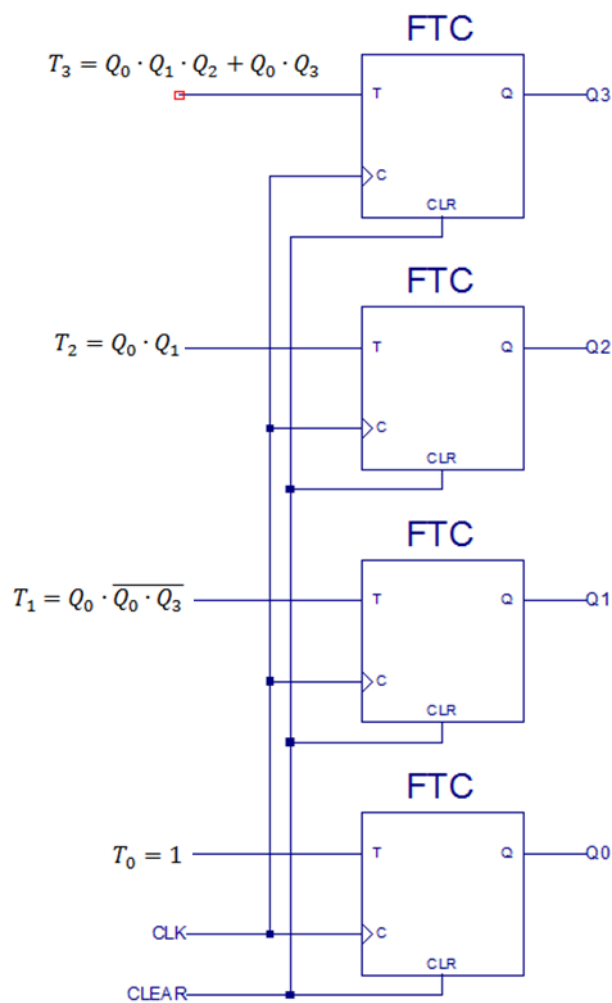 FTC
T₃ = Q₀ · Q₁ · Q₂ + Q₀ · Q₃
T Q Q3
C
CLR
FTC
T₂ = Q₀ · Q₁
T Q Q2
C
CLR
FTC
T₁ = Q₀ · \overline{Q₀ · Q₃}
T Q Q1
C
CLR
FTC
T₀ = 1
T Q Q0
CLK C
CLR
CLEAR